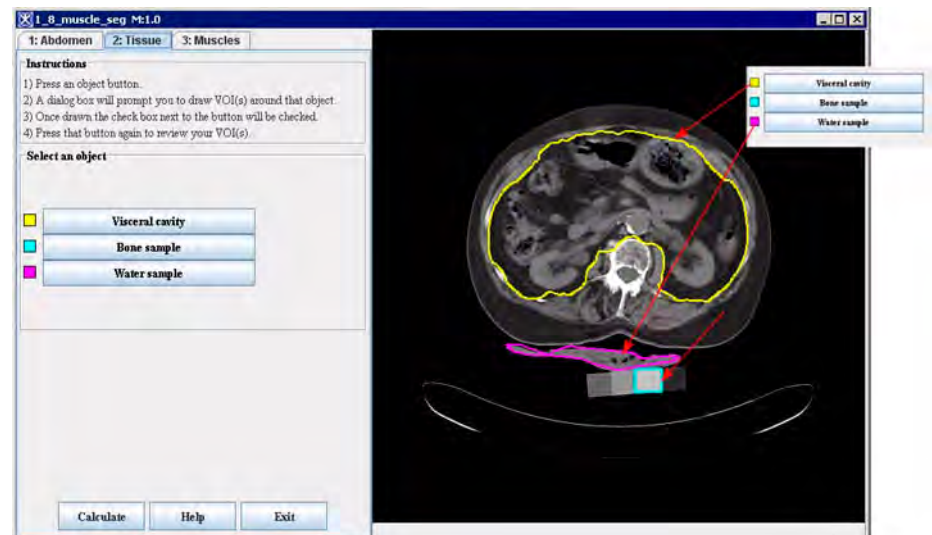 1_8_muscle_seg M:1.0
1: Abdomen 2: Tissue 3: Muscles
Instructions
1) Press an object button.
2) A dialog box will prompt you to draw VOI(s) around that object.
3) Once drawn the check box next to the button will be checked.
4) Press that button again to review your VOI(s).
Select an object
Visceral cavity
Bone sample
Water sample
Calculate Help Exit
Visceral cavity
Bone sample
Water sample